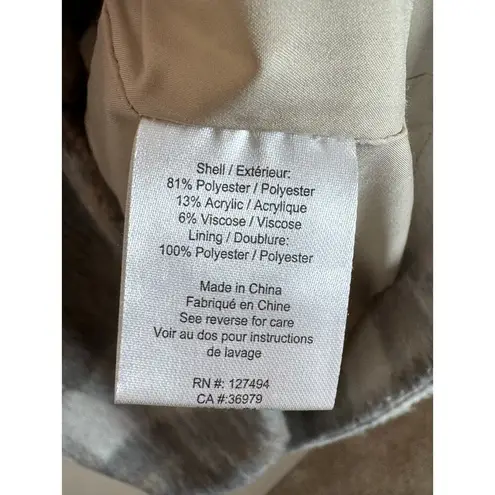 Shell / Extérieur:
81% Polyester / Polyester
13% Acrylic / Acrylique
6% Viscose / Viscose
Lining / Doublure:
100% Polyester / Polyester
Made in China
Fabriqué en Chine
See reverse for care
Voir au dos pour instructions
de lavage
RN #: 127494
CA #:36979